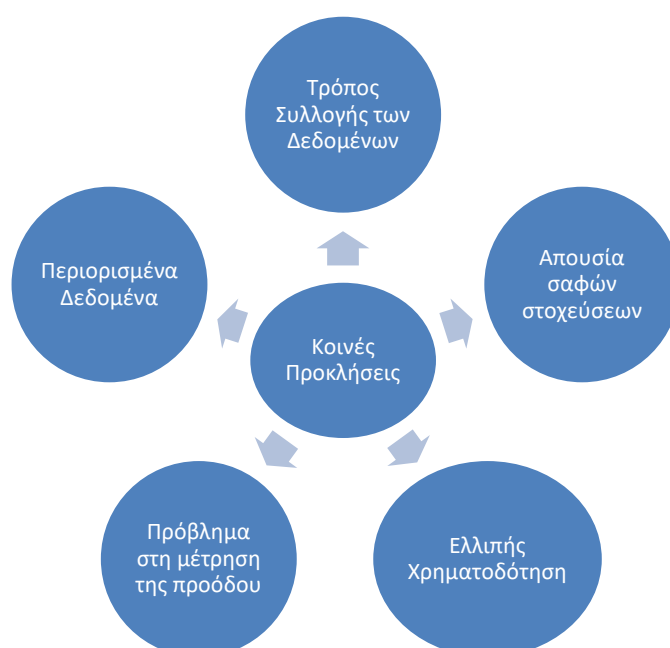 Τρόπος
Συλλογής των
Δεδομένων
Περιορισμένα
Δεδομένα
Απουσία
σαφών
στοχεύσεων
Κοινές
Προκλήσεις
Πρόβλημα
στη μέτρηση
της προόδου
Ελλιπής
Χρηματοδότηση